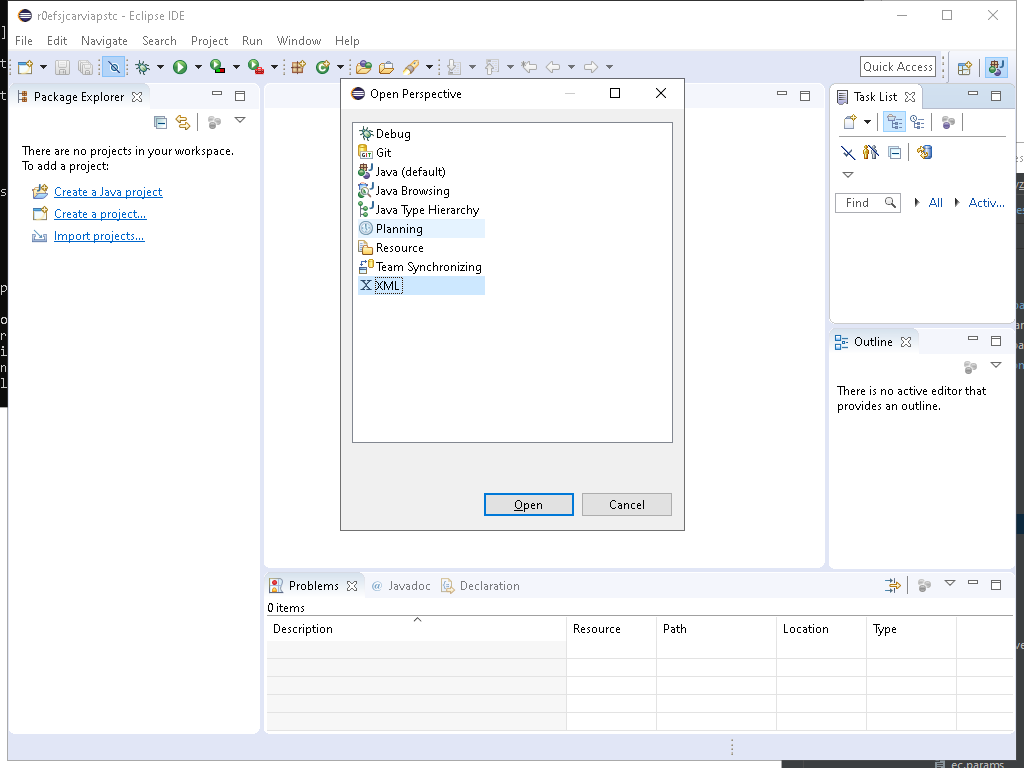 r0efsjcarviapstc - Eclipse IDE
File Edit Navigate Search Project Run Window Help
Quick Access
Package Explorer
There are no projects in your workspace.
To add a project:
Create a Java project
Create a project...
Import projects...
Open Perspective
Debug
Git
Java (default)
Java Browsing
Java Type Hierarchy
Planning
Resource
Team Synchronizing
XML
Open Cancel
Task List
Find All Activ...
Outline
There is no active editor that
provides an outline.
Problems @ Javadoc Declaration
0 items
Description Resource Path Location Type
ec.params